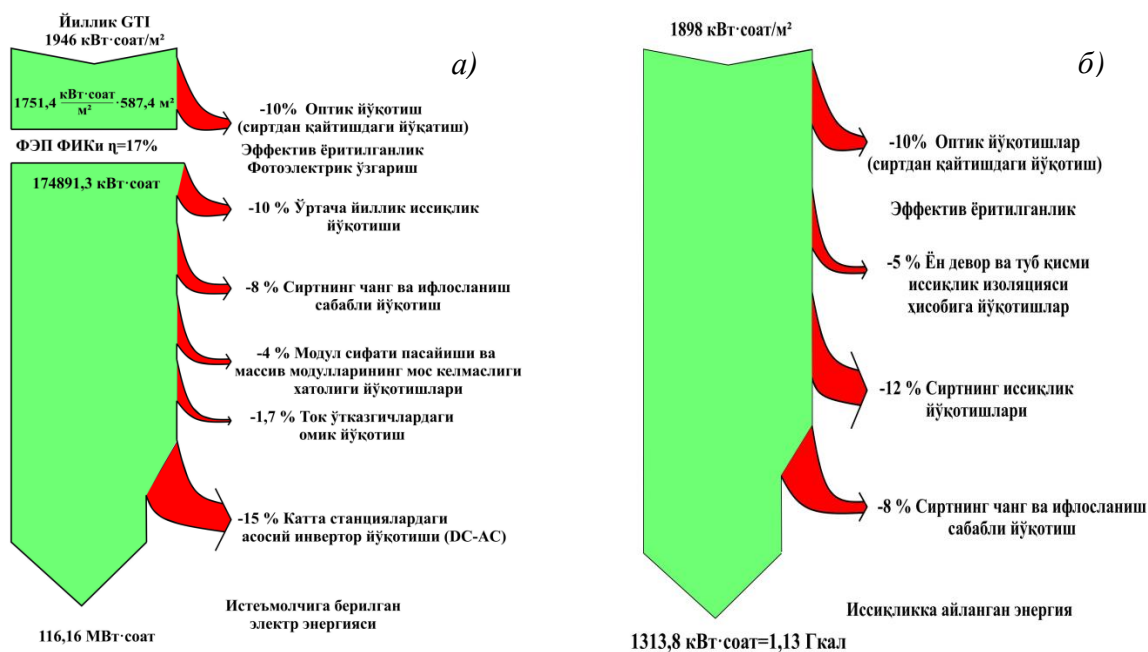 Йиллик GTI
1946 кВт·соат/м²
а)
1751,4 кВт·соат/м² ·587,4 м²
-10% Оптик йўқотиш
(сиртдан қайтишдаги йўқатиш)
ФЭП ФИКи η=17%
Эффектив ёритилганлик
Фотоэлектрик ўзгариш
174891,3 кВт·соат
-10 % Ўртача йиллик иссиқлик
йўқотиши
-8 % Сиртнинг чанг ва ифлосланиш
сабабли йўқотиш
-4 % Модул сифати пасайиши ва
массив модулларининг мос келмаслиги
хатолиги йўқотишлари
-1,7 % Ток ўтказгичлардаги
омик йўқотиш
-15 % Катта станциялардаги
асосий инвертор йўқотиши (DC-AC)
Истеъмолчига берилган
электр энергияси
116,16 МВт·соат
1898 кВт·соат/м²
б)
-10% Оптик йўқотишлар
(сиртдан қайтишдаги йўқотиш)
Эффектив ёритилганлик
-5 % Ён девор ва туб қисми
иссиқлик изоляцияси
ҳисобига йўқотишлар
-12 % Сиртнинг иссиқлик
йўқотишлари
-8 % Сиртнинг чанг ва ифлосланиш
сабабли йўқотиш
Иссиқликка айланган энергия
1313,8 кВт·соат=1,13 Гкал